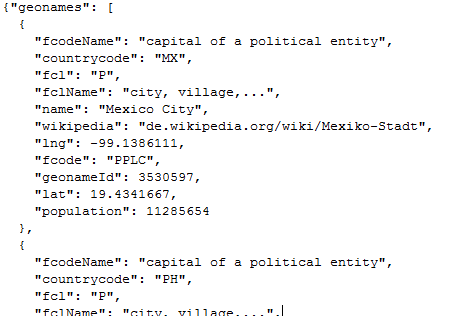 {"geonames": [
{
"fcodeName": "capital of a political entity",
"countrycode": "MX",
"fcl": "P",
"fclName": "city, village,...",
"name": "Mexico City",
"wikipedia": "de.wikipedia.org/wiki/Mexiko-Stadt",
"lng": -99.1386111,
"fcode": "PPLC",
"geonameId": 3530597,
"lat": 19.4341667,
"population": 11285654
},
{
"fcodeName": "capital of a political entity",
"countrycode": "PH",
"fcl": "P",
"fclName": "city, village,...",